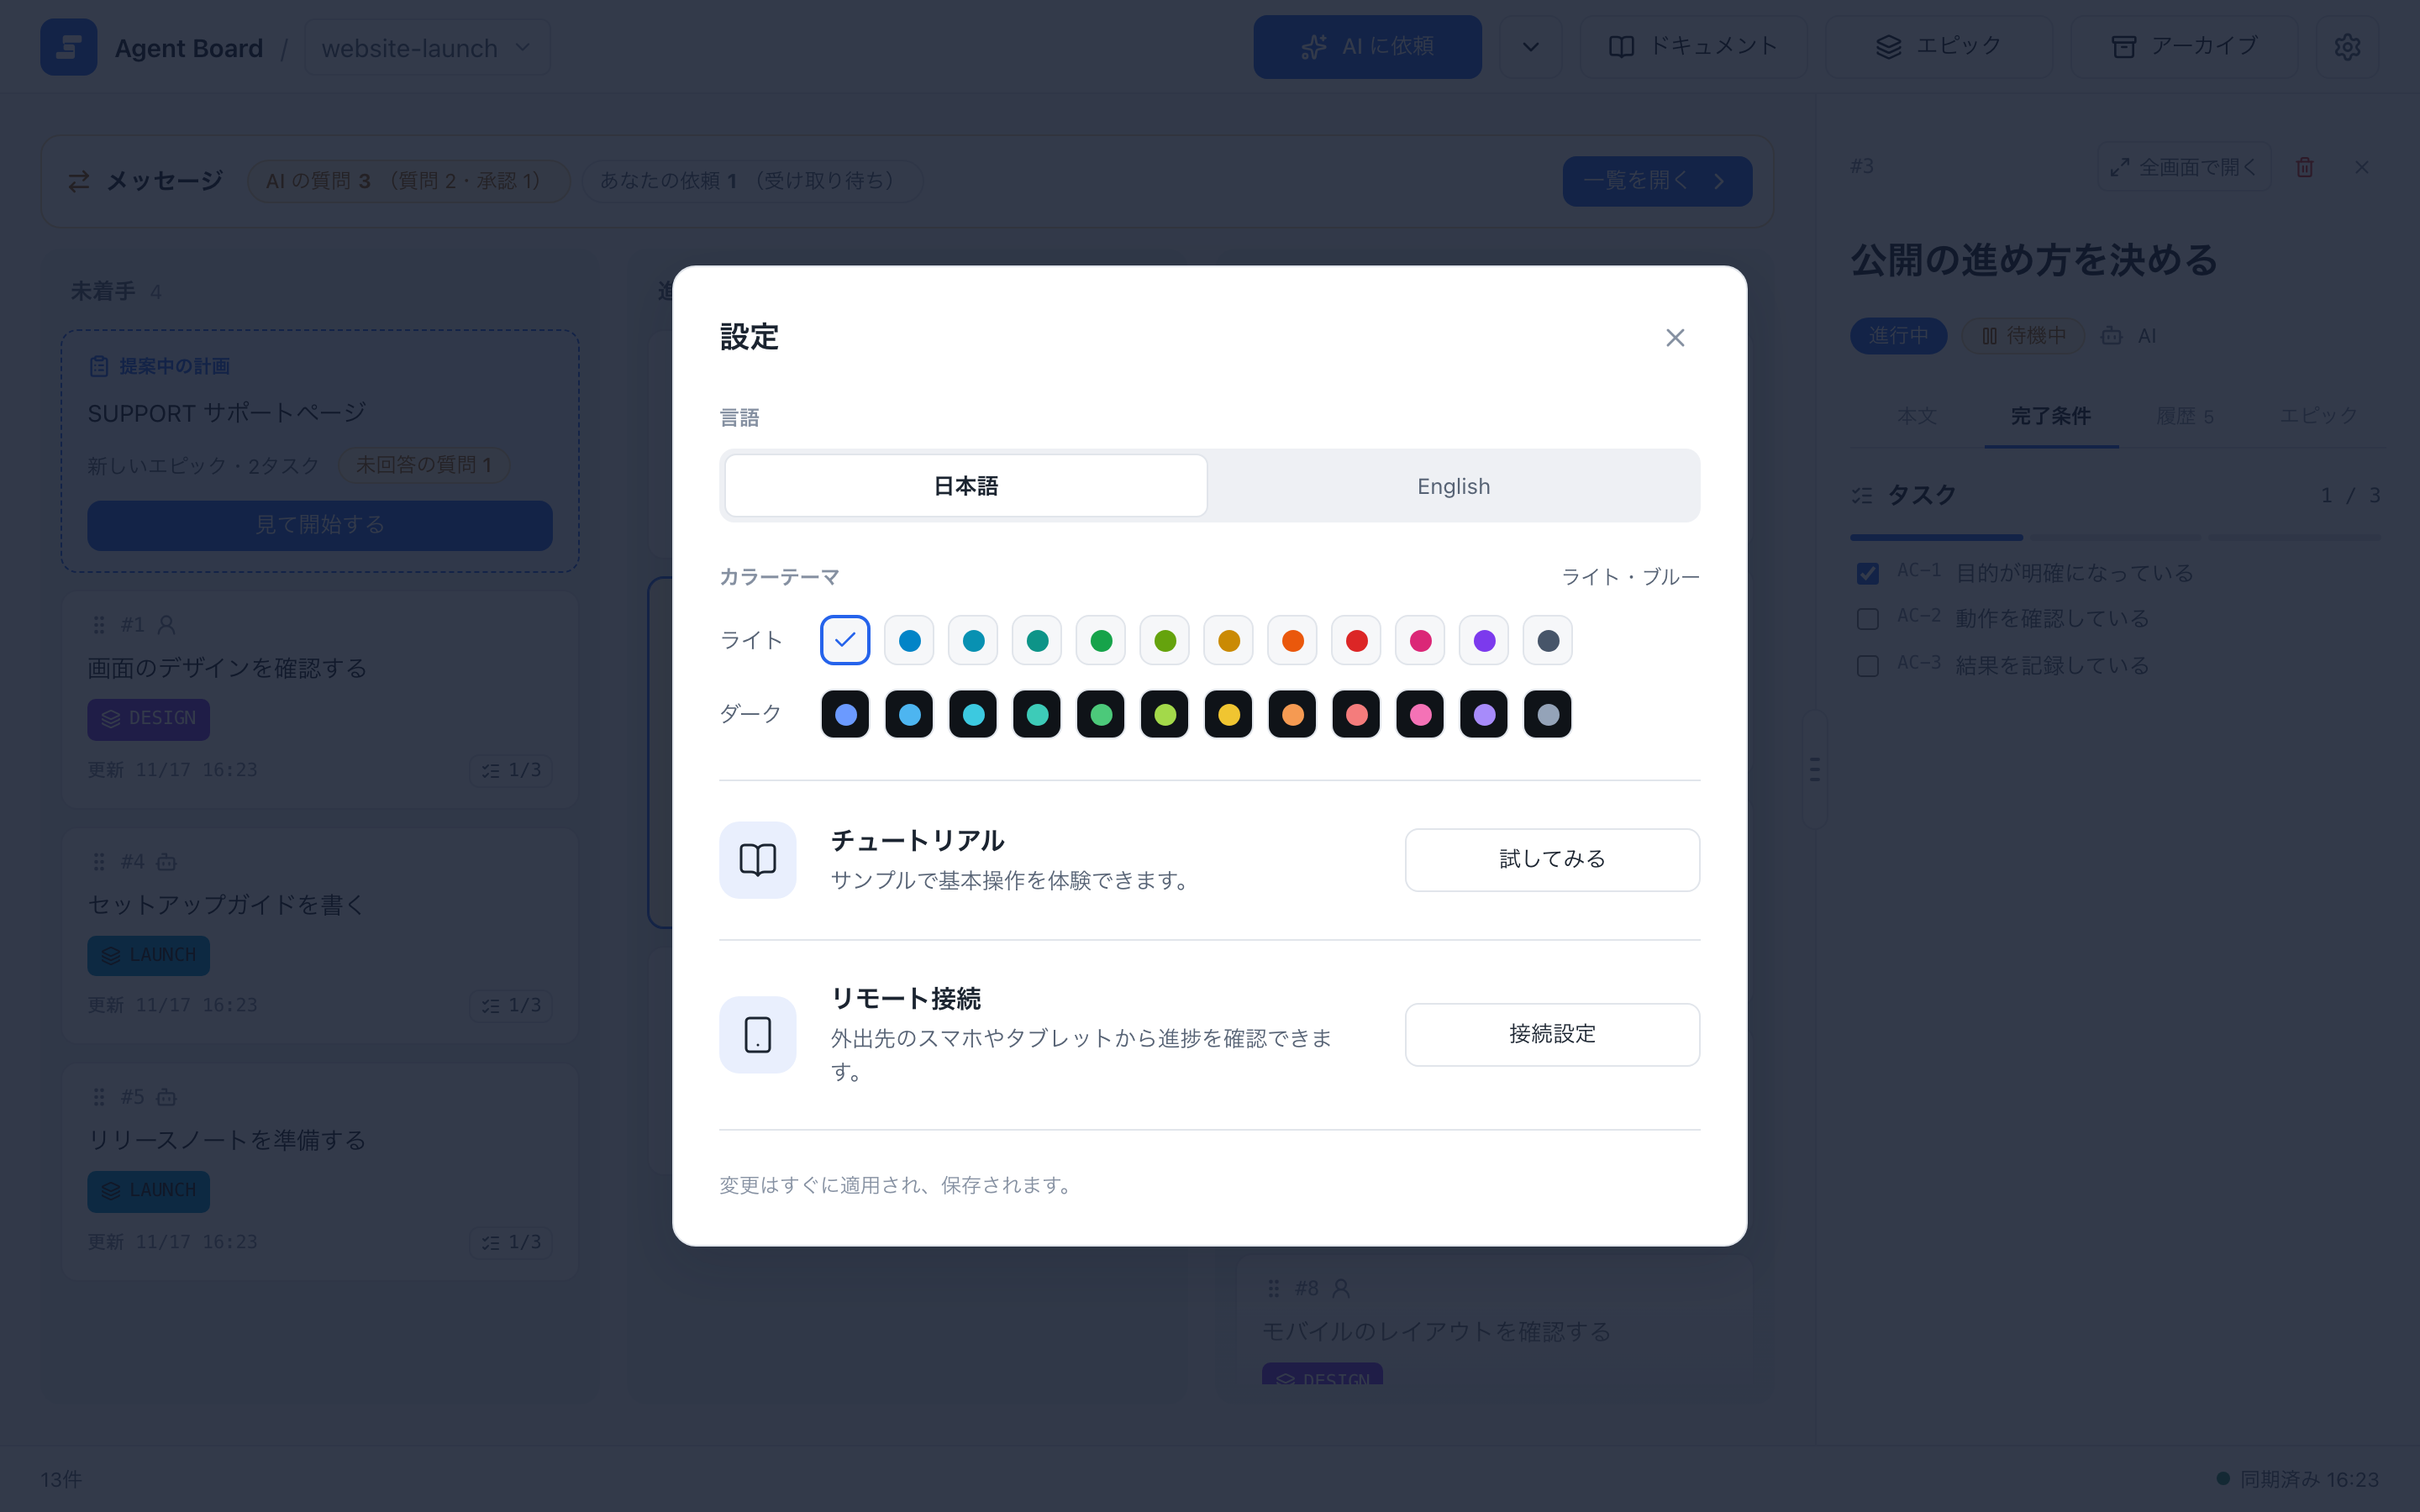 Agent Board / website-launch
AI に依頼
ドキュメント
エピック
アーカイブ
メッセージ
AI の質問 3 （質問 2・承認 1）
あなたの依頼 1 （受け取り待ち）
一覧を開く
未着手 4
提案中の計画
SUPPORT サポートページ
新しいエピック・2タスク
未回答の質問 1
見て開始する
#1
画面のデザインを確認する
DESIGN
更新 11/17 16:23
1/3
#4
セットアップガイドを書く
LAUNCH
更新 11/17 16:23
1/3
#5
リリースノートを準備する
LAUNCH
更新 11/17 16:23
1/3
設定
言語
日本語
English
カラーテーマ
ライト・ブルー
ライト
ダーク
チュートリアル
サンプルで基本操作を体験できます。
試してみる
リモート接続
外出先のスマホやタブレットから進捗を確認できま
す。
接続設定
変更はすぐに適用され、保存されます。
#8
モバイルのレイアウトを確認する
DESIGN
#3
全画面で開く
公開の進め方を決める
進行中
待機中
AI
本文
完了条件
履歴 5
エピック
タスク
1 / 3
AC-1 目的が明確になっている
AC-2 動作を確認している
AC-3 結果を記録している
13件
同期済み 16:23